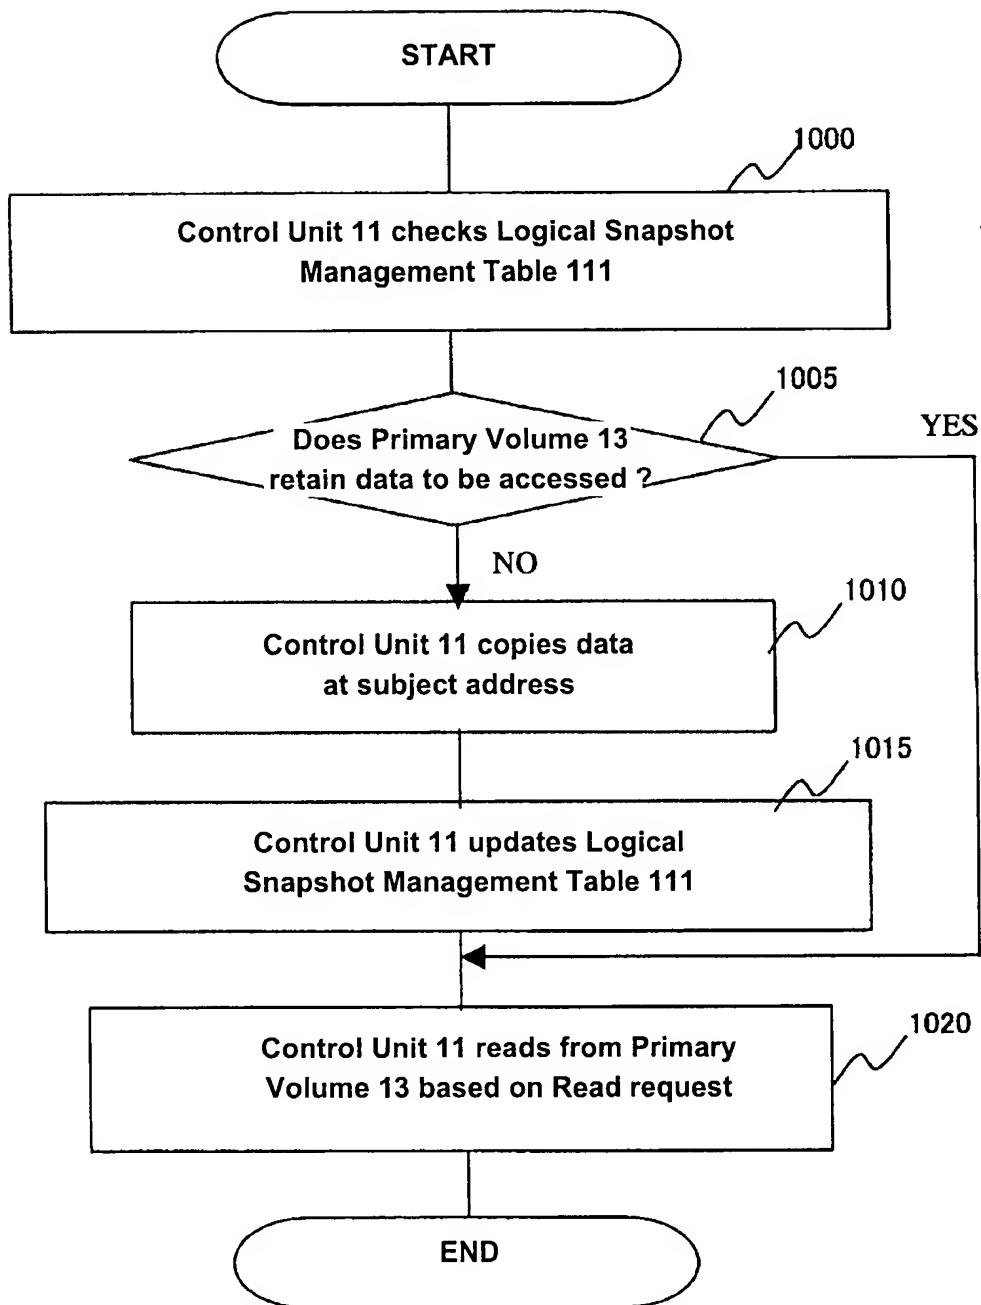 START
1000
Control Unit 11 checks Logical Snapshot
Management Table 111
1005
Does Primary Volume 13
retain data to be accessed ?
YES
NO
1010
Control Unit 11 copies data
at subject address
1015
Control Unit 11 updates Logical
Snapshot Management Table 111
1020
Control Unit 11 reads from Primary
Volume 13 based on Read request
END